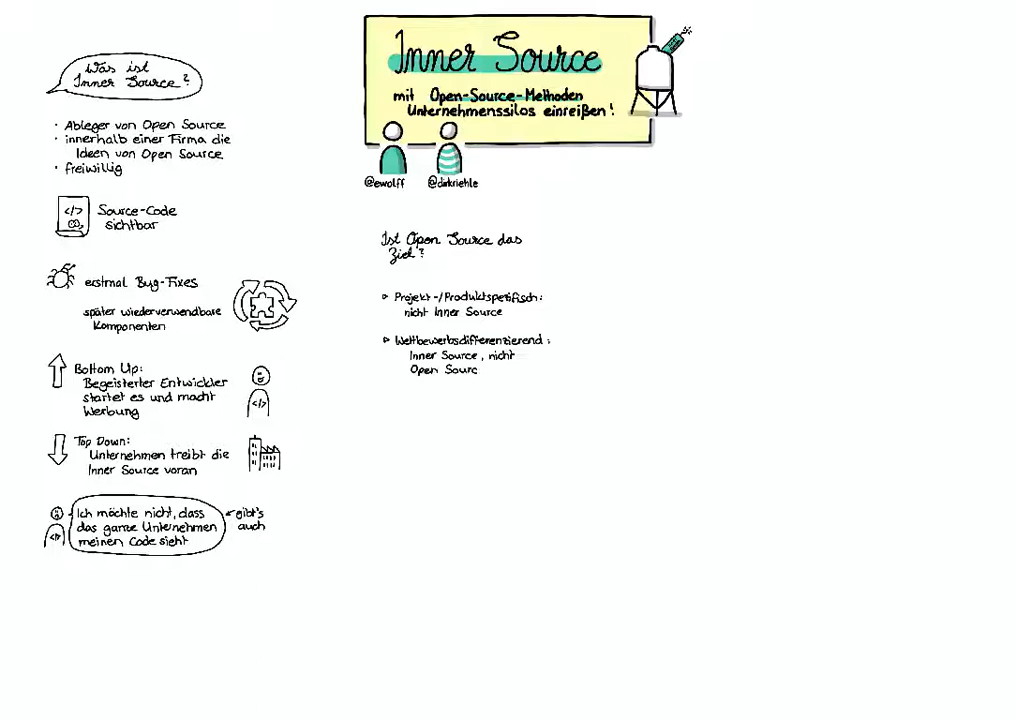 Inner Source
mit Open-Source-Methoden
Unternehmenssilos einreißen!
@ewolff @dirkriehle
Was ist
Inner Source?
· Ableger von Open Source
· innerhalb einer Firma die
Ideen von Open Source
· freiwillig
</>
Source-Code
sichtbar
erstmal Bug-Fixes
später wiederverwendbare
Komponenten
Bottom Up:
Begeisterter Entwickler
startet es und macht
Werbung
</>
Top Down:
Unternehmen treibt die
Inner Source voran
Ich möchte nicht, dass
das ganze Unternehmen
meinen Code sieht
gibt's
auch
</>
Ist Open Source das
Ziel?
▹ Projekt-/Produktspezifisch:
nicht Inner Source
▹ Wettbewerbsdifferenzierend:
Inner Source, nicht
Open Sourc